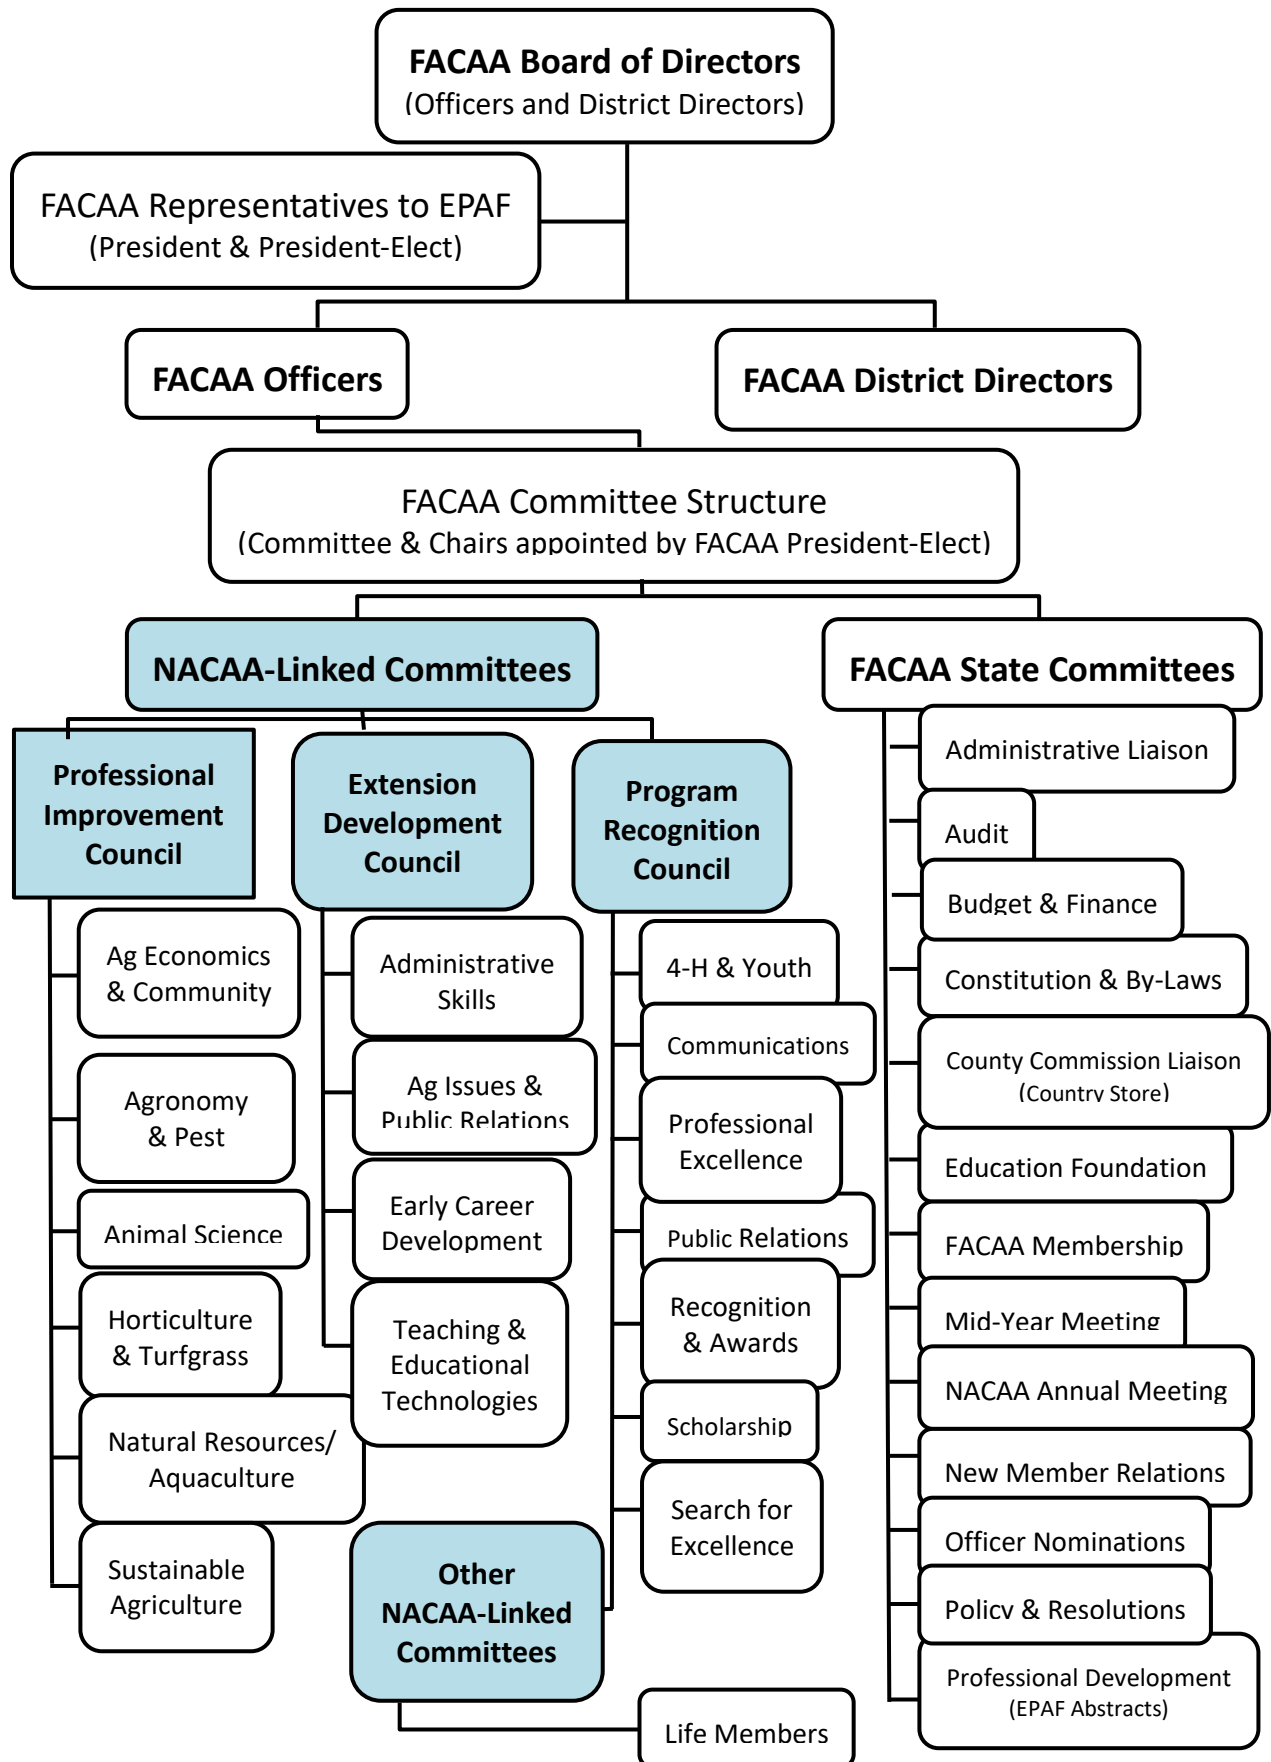 FACAA Board of Directors
(Officers and District Directors)
FACAA Representatives to EPAF
(President & President-Elect)
FACAA Officers
FACAA District Directors
FACAA Committee Structure
(Committee & Chairs appointed by FACAA President-Elect)
NACAA-Linked Committees
FACAA State Committees
Professional
Improvement
Council
Ag Economics
& Community
Agronomy
& Pest
Animal Science
Horticulture
& Turfgrass
Natural Resources/
Aquaculture
Sustainable
Agriculture
Extension
Development
Council
Administrative
Skills
Ag Issues &
Public Relations
Early Career
Development
Teaching &
Educational
Technologies
Program
Recognition
Council
4-H & Youth
Communications
Professional
Excellence
Public Relations
Recognition
& Awards
Scholarship
Search for
Excellence
Other
NACAA-Linked
Committees
Life Members
Administrative Liaison
Audit
Budget & Finance
Constitution & By-Laws
County Commission Liaison
(Country Store)
Education Foundation
FACAA Membership
Mid-Year Meeting
NACAA Annual Meeting
New Member Relations
Officer Nominations
Policy & Resolutions
Professional Development
(EPAF Abstracts)